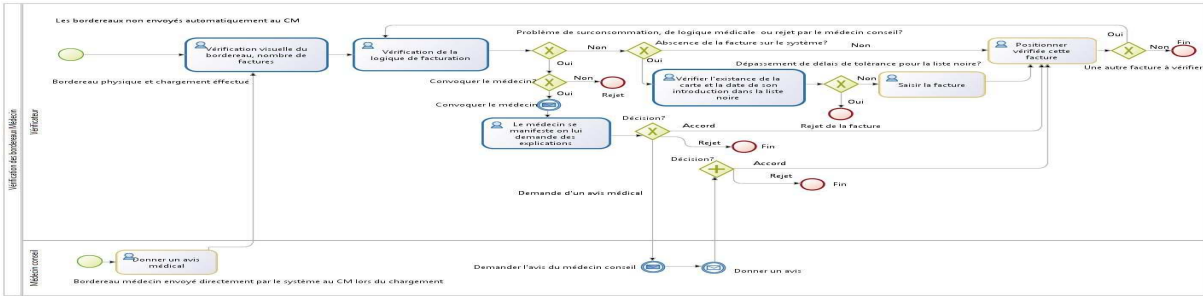 Vérification des bordereaux Médecin
Vérificateur
Médecin conseil
Les bordereaux non envoyés automatiquement au CM
Bordereau physique et chargement éffectué
Vérification visuelle du
bordereau, nombre de
factures
Vérification de la
logique de facturation
Problème de surconsommation, de logique médicale ou rejet par le médecin conseil?
Non
Oui
Abscence de la facture sur le système?
Non
Oui
Convoquer le médecin?
Non
Rejet
Oui
Convoquer le médecin
Le médecin se
manifeste on lui
demande des
explications
Vérifier l'existence de la
carte et la date de son
introduction dans la liste
noire
Dépassement de délais de tolérance pour la liste noire?
Non
Oui
Rejet de la facture
Saisir la facture
Positionner
vérifiée cette
facture
Oui
Non
Fin
Une autre facture à vérifier
Décision?
Accord
Rejet
Fin
Décision?
Accord
Rejet
Fin
Demande d'un avis médical
Donner un avis
médical
Bordereau médecin envoyé directement par le système au CM lors du chargement
Demander l'avis du médecin conseil
Donner un avis